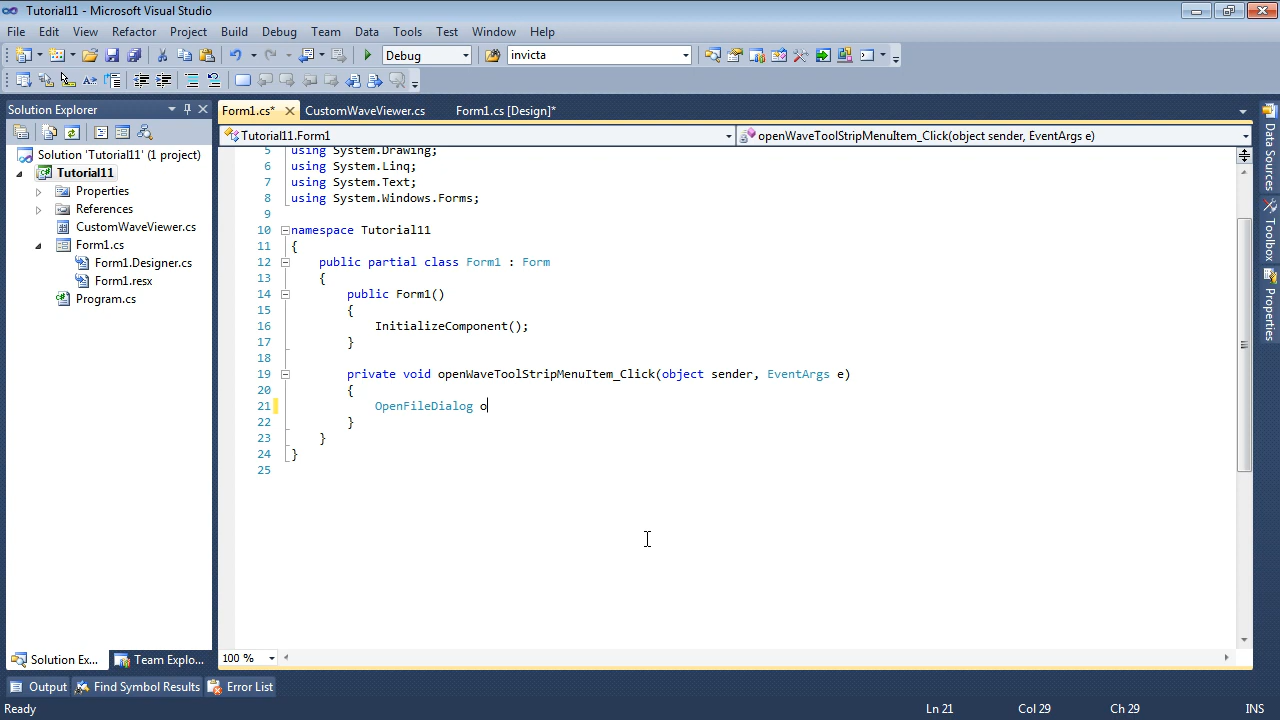 Tutorial11 - Microsoft Visual Studio
File Edit View Refactor Project Build Debug Team Data Tools Test Window Help
Debug invicta
Solution Explorer
Form1.cs* CustomWaveViewer.cs Form1.cs [Design]*
Tutorial11.Form1 openWaveToolStripMenuItem_Click(object sender, EventArgs e)
Solution 'Tutorial11' (1 project)
Tutorial11
Properties
References
CustomWaveViewer.cs
Form1.cs
Form1.Designer.cs
Form1.resx
Program.cs
5 using System.Drawing;
6 using System.Linq;
7 using System.Text;
8 using System.Windows.Forms;
9
10 namespace Tutorial11
11 {
12 public partial class Form1 : Form
13 {
14 public Form1()
15 {
16 InitializeComponent();
17 }
18
19 private void openWaveToolStripMenuItem_Click(object sender, EventArgs e)
20 {
21 OpenFileDialog o
22 }
23 }
24 }
25
Data Sources
Toolbox
Properties
100 %
Solution Ex... Team Explo...
Output Find Symbol Results Error List
Ready Ln 21 Col 29 Ch 29 INS